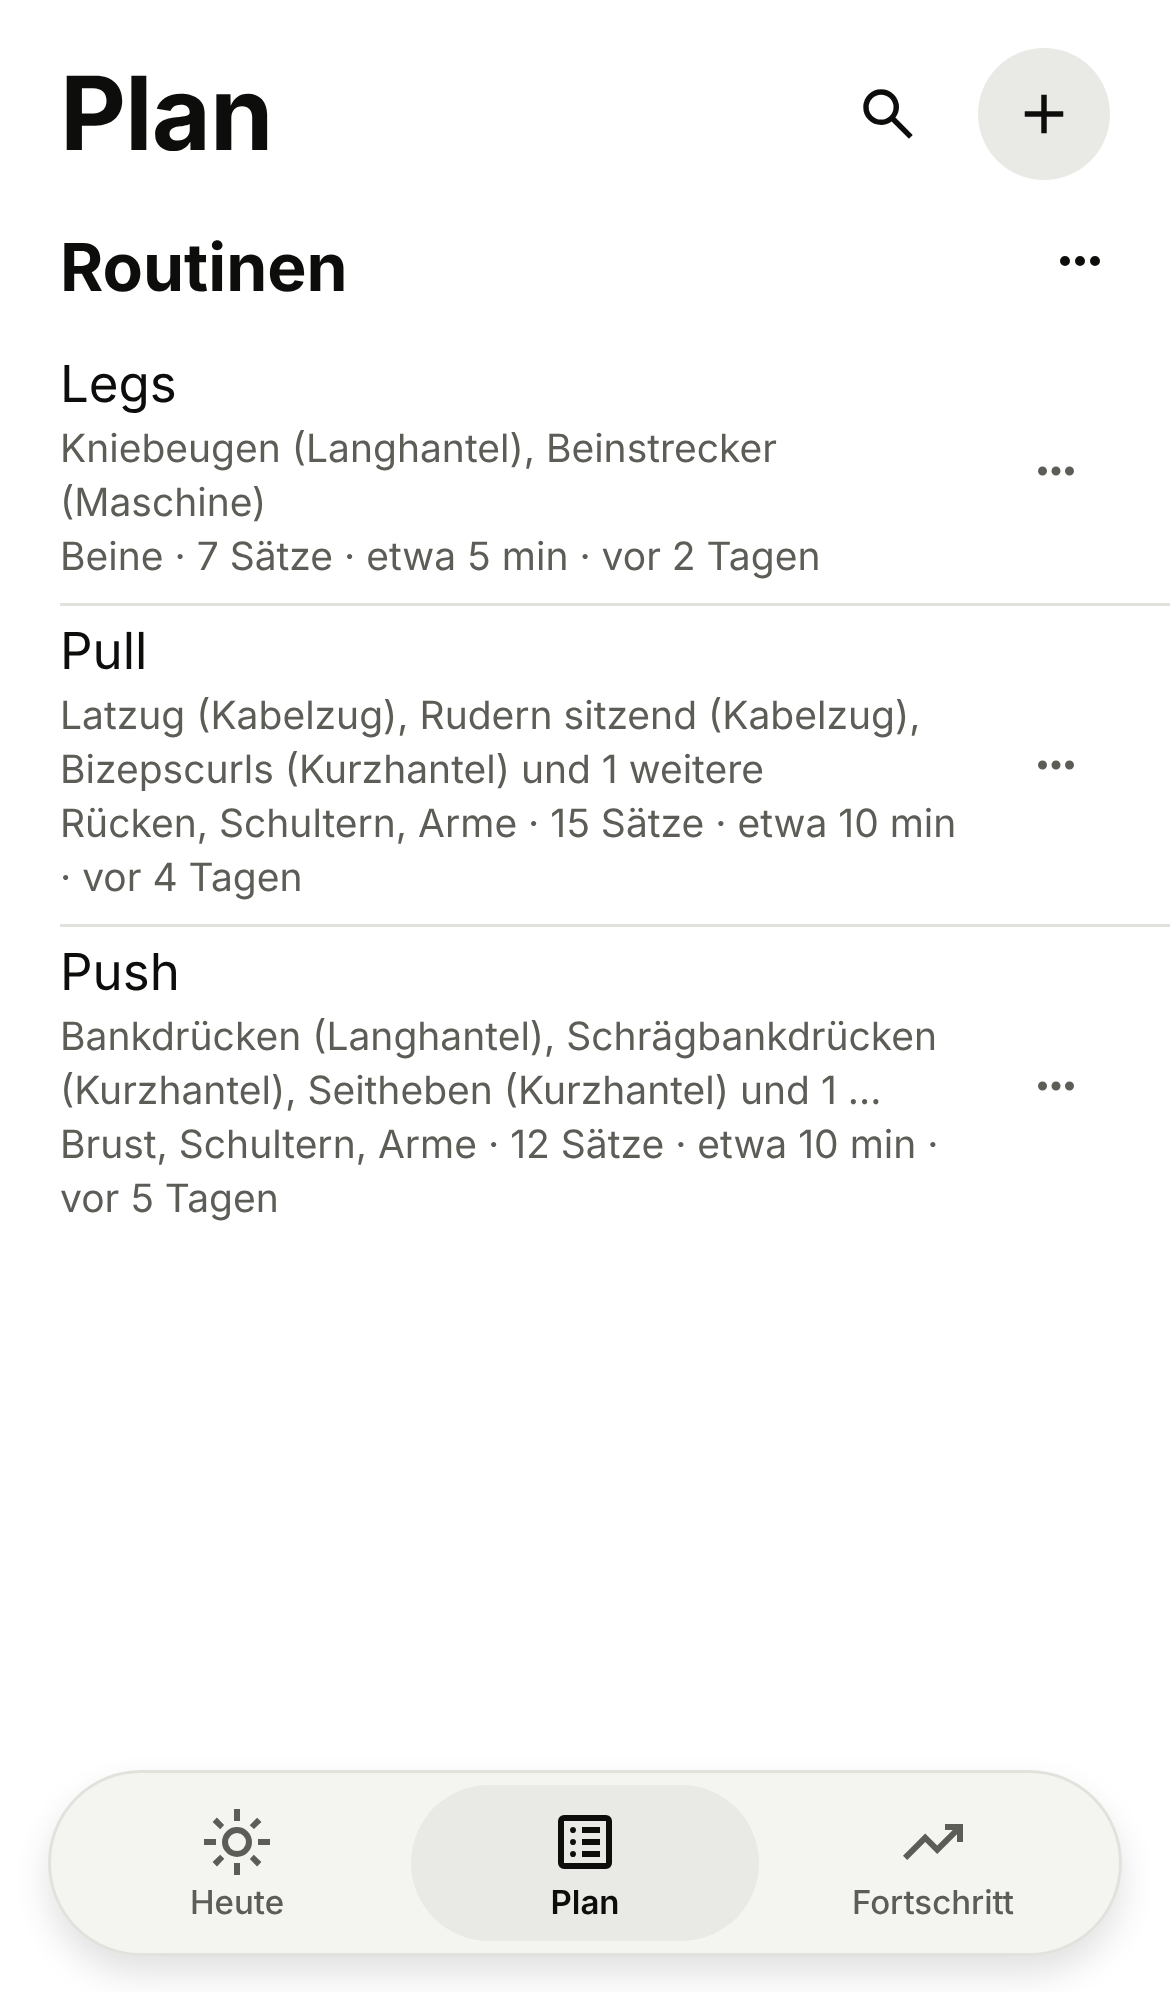 Plan
Routinen
Legs
Kniebeugen (Langhantel), Beinstrecker
(Maschine)
Beine · 7 Sätze · etwa 5 min · vor 2 Tagen
Pull
Latzug (Kabelzug), Rudern sitzend (Kabelzug),
Bizepscurls (Kurzhantel) und 1 weitere
Rücken, Schultern, Arme · 15 Sätze · etwa 10 min
· vor 4 Tagen
Push
Bankdrücken (Langhantel), Schrägbankdrücken
(Kurzhantel), Seitheben (Kurzhantel) und 1 ...
Brust, Schultern, Arme · 12 Sätze · etwa 10 min ·
vor 5 Tagen
Heute
Plan
Fortschritt